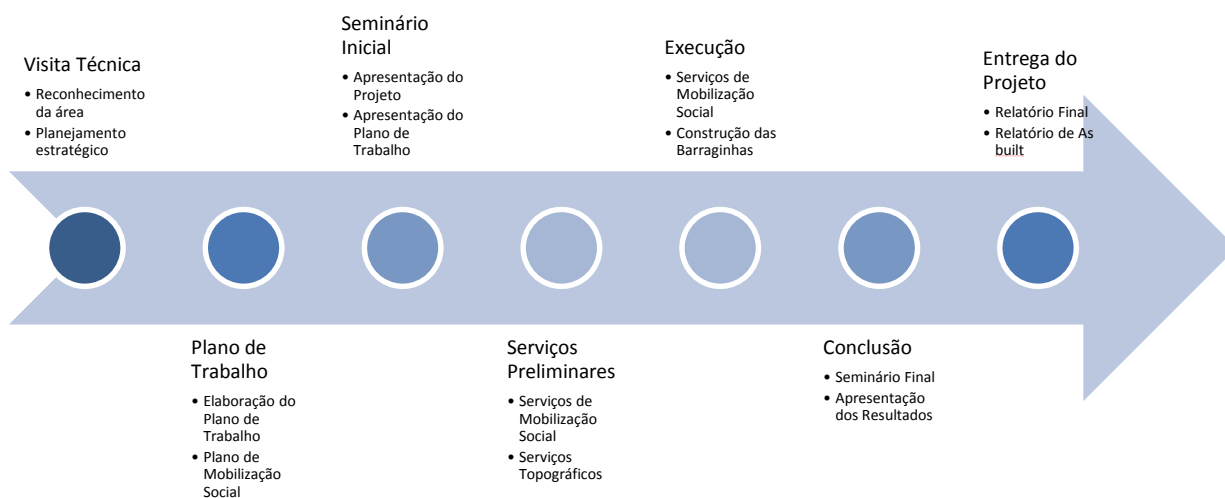 Visita Técnica
• Reconhecimento
da área
• Planejamento
estratégico
Plano de
Trabalho
• Elaboração do
Plano de
Trabalho
• Plano de
Mobilização
Social
Seminário
Inicial
• Apresentação do
Projeto
• Apresentação do
Plano de
Trabalho
Serviços
Preliminares
• Serviços de
Mobilização
Social
• Serviços
Topográficos
Execução
• Serviços de
Mobilização
Social
• Construção das
Barraginhas
Conclusão
• Seminário Final
• Apresentação
dos Resultados
Entrega do
Projeto
• Relatório Final
• Relatório de As
built